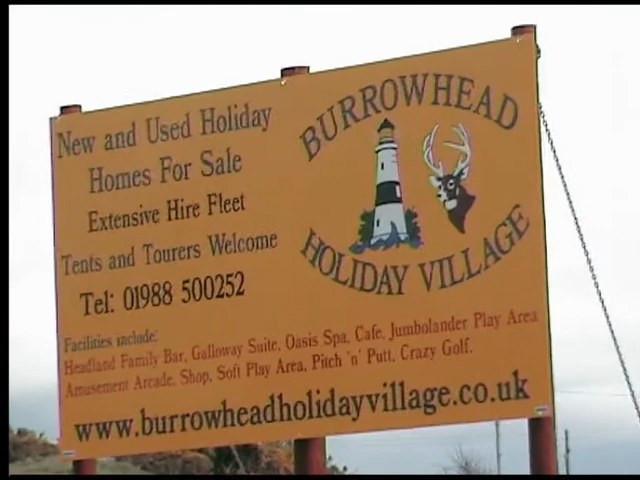 New and Used Holiday
Homes For Sale
Extensive Hire Fleet
Tents and Tourers Welcome
Tel: 01988 500252
BURROWHEAD
HOLIDAY VILLAGE
Facilities include:
Headland Family Bar, Galloway Suite, Oasis Spa, Cafe, Jumbolander Play Area
Amusement Arcade, Shop, Soft Play Area, Pitch 'n' Putt, Crazy Golf.
www.burrowheadholidayvillage.co.uk